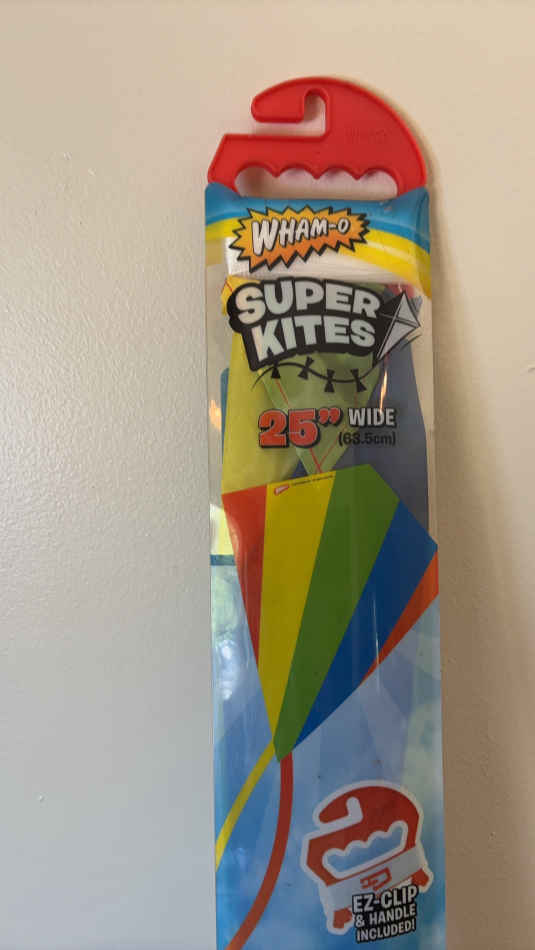 WHAM-O
SUPER
KITES
25” WIDE
(63.5cm)
EZ-CLIP
& HANDLE
INCLUDED!